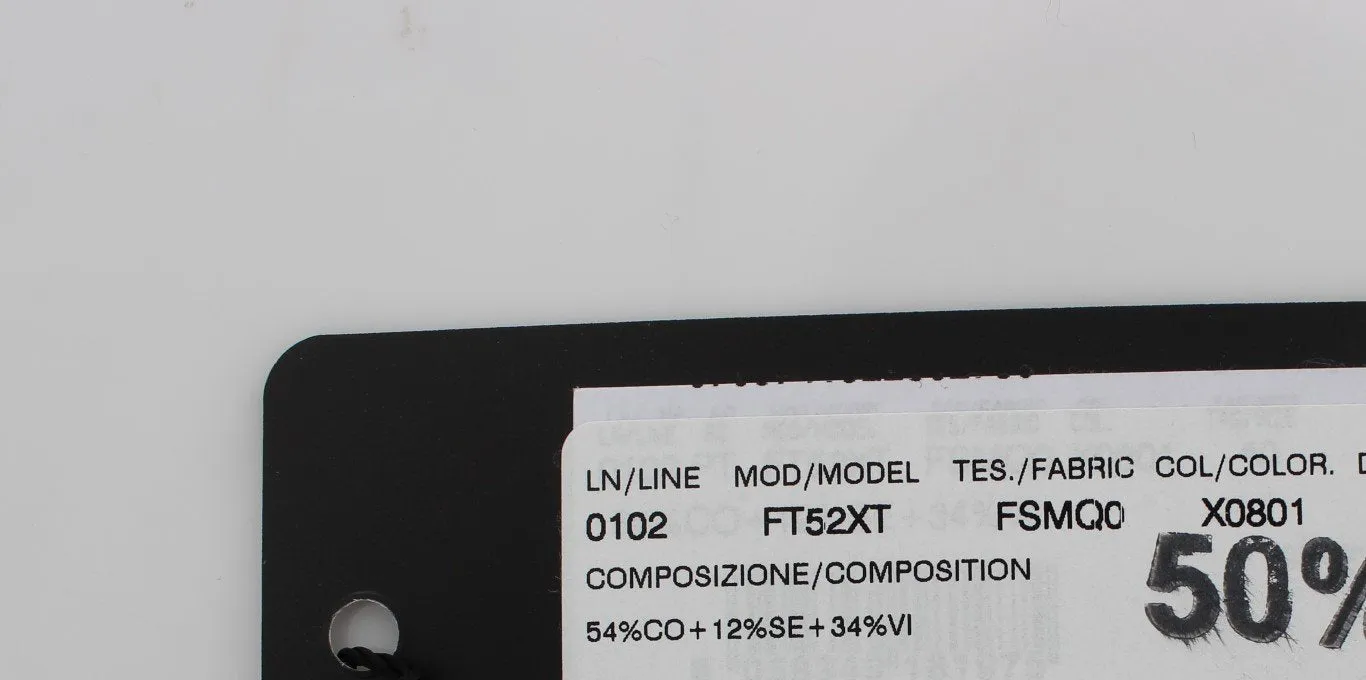 LN/LINE MOD/MODEL TES./FABRIC COL/COLOR.
0102 FT52XT FSMQ0 X0801
50%
COMPOSIZIONE/COMPOSITION
54%CO+12%SE+34%VI